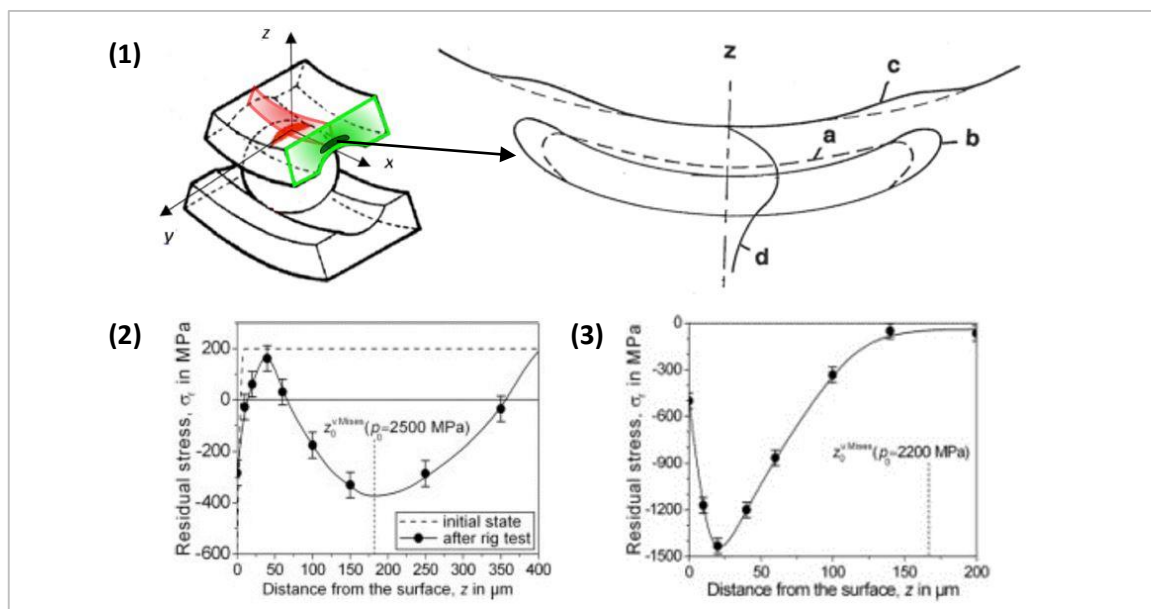 (1)
z
x
y
z
c
a
b
d
(2)
Residual stress, σᵣ in MPa
200
0
-200
-400
-600
z₀ᵛ·ᴹⁱˢᵉˢ(p₀=2500 MPa)
initial state
after rig test
0 50 100 150 200 250 300 350 400
Distance from the surface, z in µm
(3)
Residual stress, σᵣ in MPa
0
-300
-600
-900
-1200
-1500
z₀ᵛ·ᴹⁱˢᵉˢ(p₀=2200 MPa)
0 50 100 150 200
Distance from the surface, z in µm